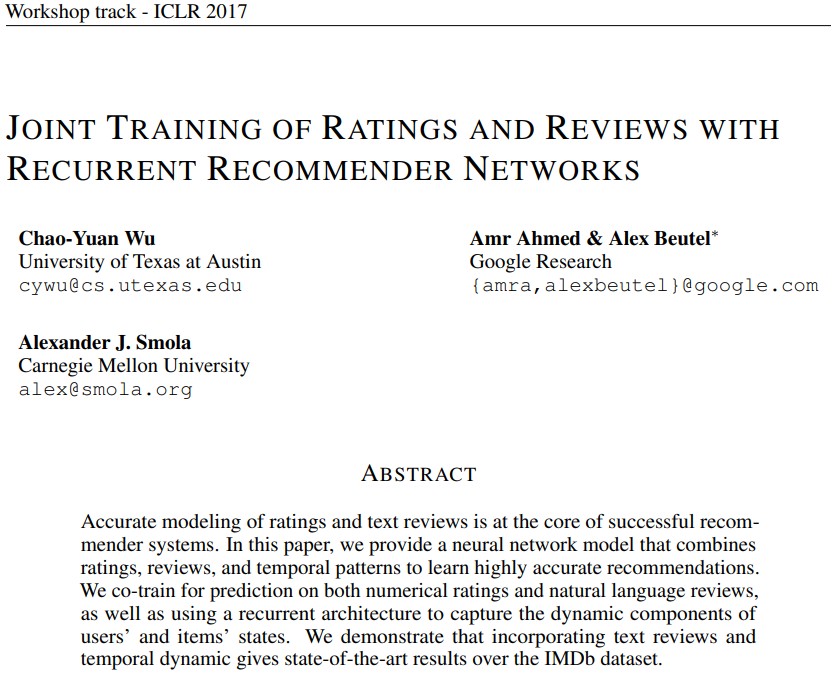 Workshop track - ICLR 2017
JOINT TRAINING OF RATINGS AND REVIEWS WITH
RECURRENT RECOMMENDER NETWORKS
Chao-Yuan Wu
University of Texas at Austin
cywu@cs.utexas.edu
Amr Ahmed & Alex Beutel*
Google Research
{amra,alexbeutel}@google.com
Alexander J. Smola
Carnegie Mellon University
alex@smola.org
ABSTRACT
Accurate modeling of ratings and text reviews is at the core of successful recom-
mender systems. In this paper, we provide a neural network model that combines
ratings, reviews, and temporal patterns to learn highly accurate recommendations.
We co-train for prediction on both numerical ratings and natural language reviews,
as well as using a recurrent architecture to capture the dynamic components of
users' and items' states. We demonstrate that incorporating text reviews and
temporal dynamic gives state-of-the-art results over the IMDb dataset.